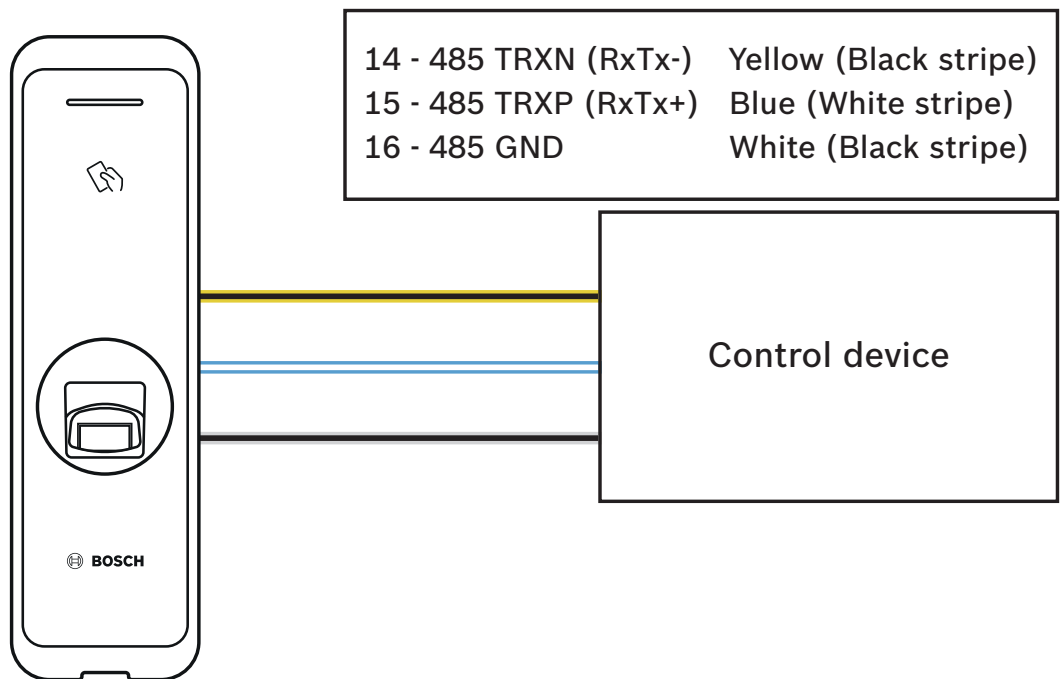 14 - 485 TRXN (RxTx-) Yellow (Black stripe)
15 - 485 TRXP (RxTx+) Blue (White stripe)
16 - 485 GND White (Black stripe)
Control device
BOSCH